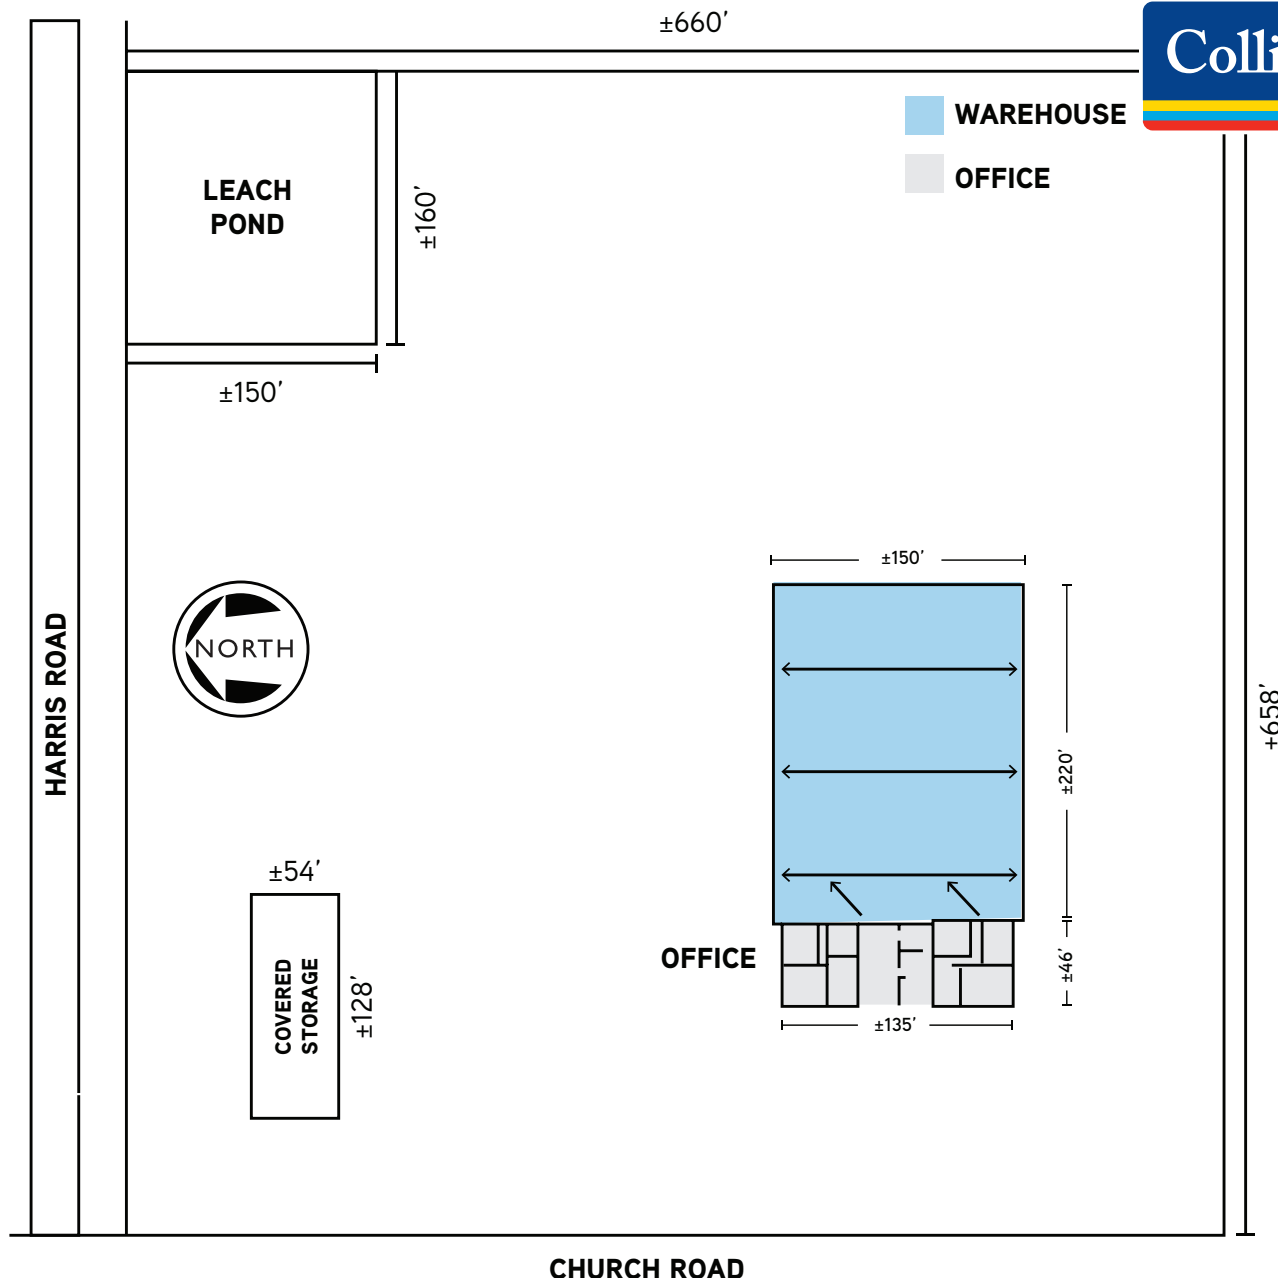 ±660′
Colli
WAREHOUSE
OFFICE
LEACH
POND
±160′
±150′
HARRIS ROAD
NORTH
±150′
±220′
±658′
±54′
COVERED
STORAGE
±128′
OFFICE
±46′
±135′
CHURCH ROAD